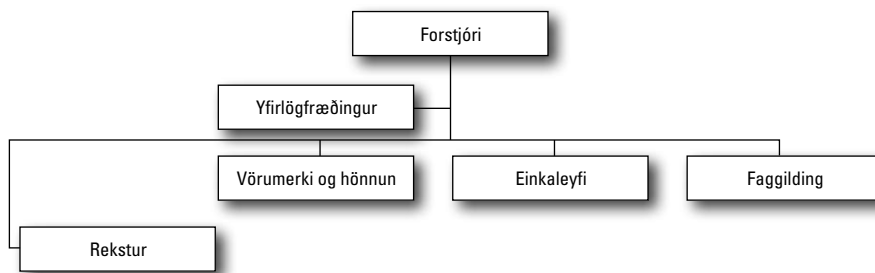 Forstjóri
Yfirlögfræðingur
Vörumerki og hönnun
Einkaleyfi
Faggilding
Rekstur